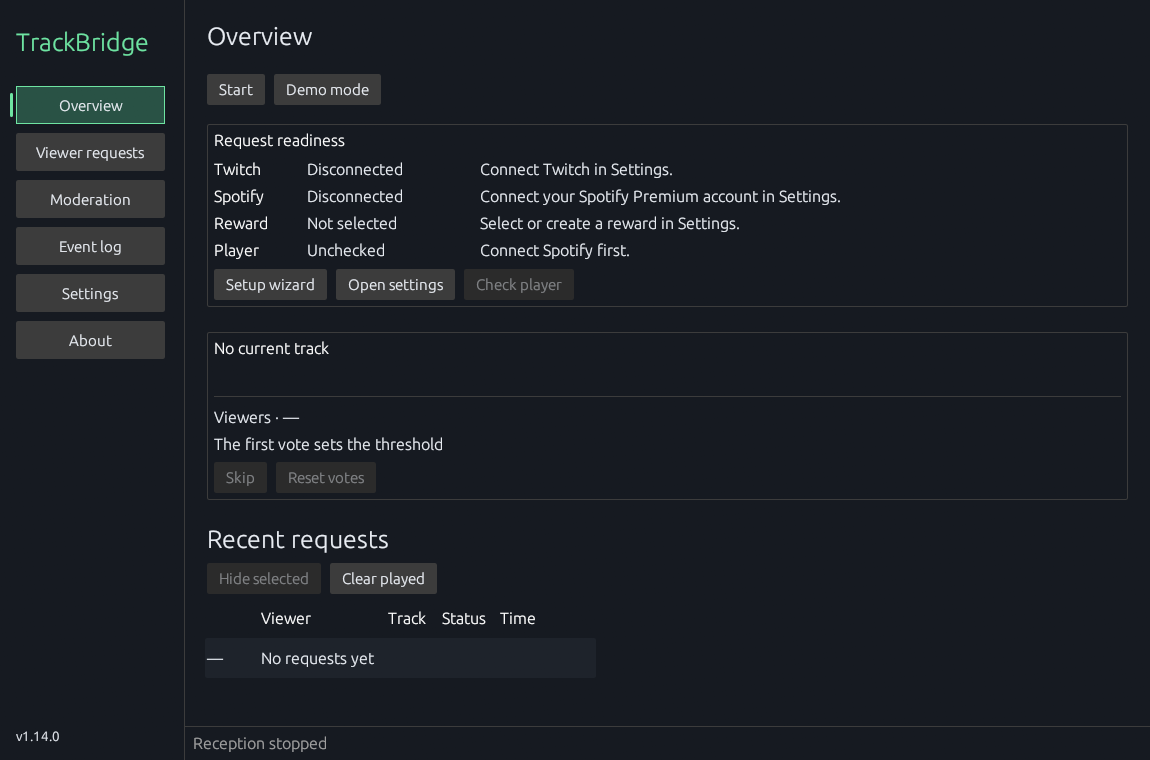 TrackBridge
Overview
Viewer requests
Moderation
Event log
Settings
About
v1.14.0
Overview
Start Demo mode
Request readiness
Twitch Disconnected Connect Twitch in Settings.
Spotify Disconnected Connect your Spotify Premium account in Settings.
Reward Not selected Select or create a reward in Settings.
Player Unchecked Connect Spotify first.
Setup wizard Open settings Check player
No current track
Viewers · —
The first vote sets the threshold
Skip Reset votes
Recent requests
Hide selected Clear played
Viewer Track Status Time
— No requests yet
Reception stopped